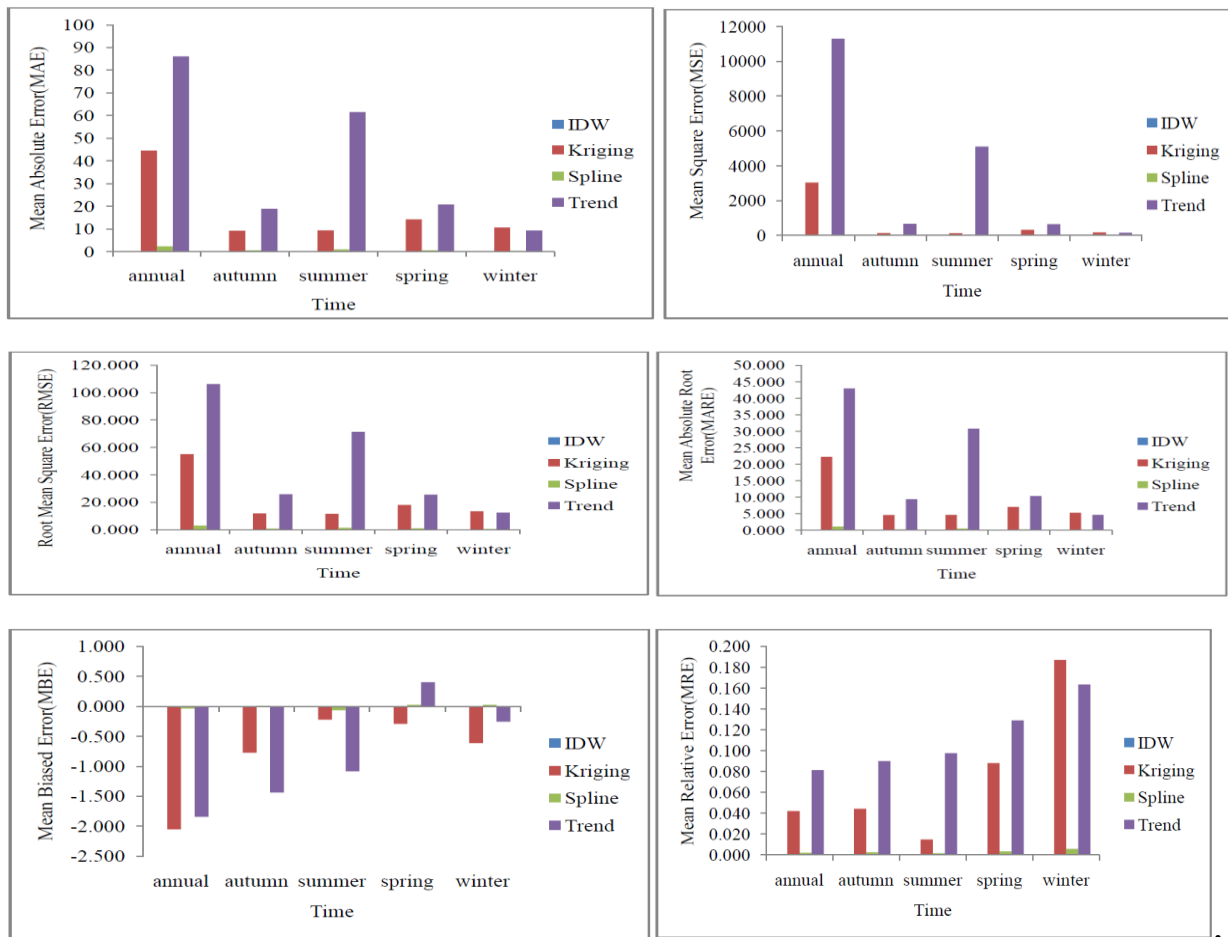 Mean Absolute Error(MAE)
100
90
80
70
60
50
40
30
20
10
0
annual autumn summer spring winter
Time
IDW
Kriging
Spline
Trend
Mean Square Error(MSE)
12000
10000
8000
6000
4000
2000
0
annual autumn summer spring winter
Time
IDW
Kriging
Spline
Trend
Root Mean Square Error(RMSE)
120.000
100.000
80.000
60.000
40.000
20.000
0.000
annual autumn summer spring winter
Time
IDW
Kriging
Spline
Trend
Mean Absolute Root
Error(MARE)
50.000
45.000
40.000
35.000
30.000
25.000
20.000
15.000
10.000
5.000
0.000
annual autumn summer spring winter
Time
IDW
Kriging
Spline
Trend
Mean Biased Error(MBE)
1.000
0.500
0.000
-0.500
-1.000
-1.500
-2.000
-2.500
annual autumn summer spring winter
Time
IDW
Kriging
Spline
Trend
Mean Relative Error(MRE)
0.200
0.180
0.160
0.140
0.120
0.100
0.080
0.060
0.040
0.020
0.000
annual autumn summer spring winter
Time
IDW
Kriging
Spline
Trend
.